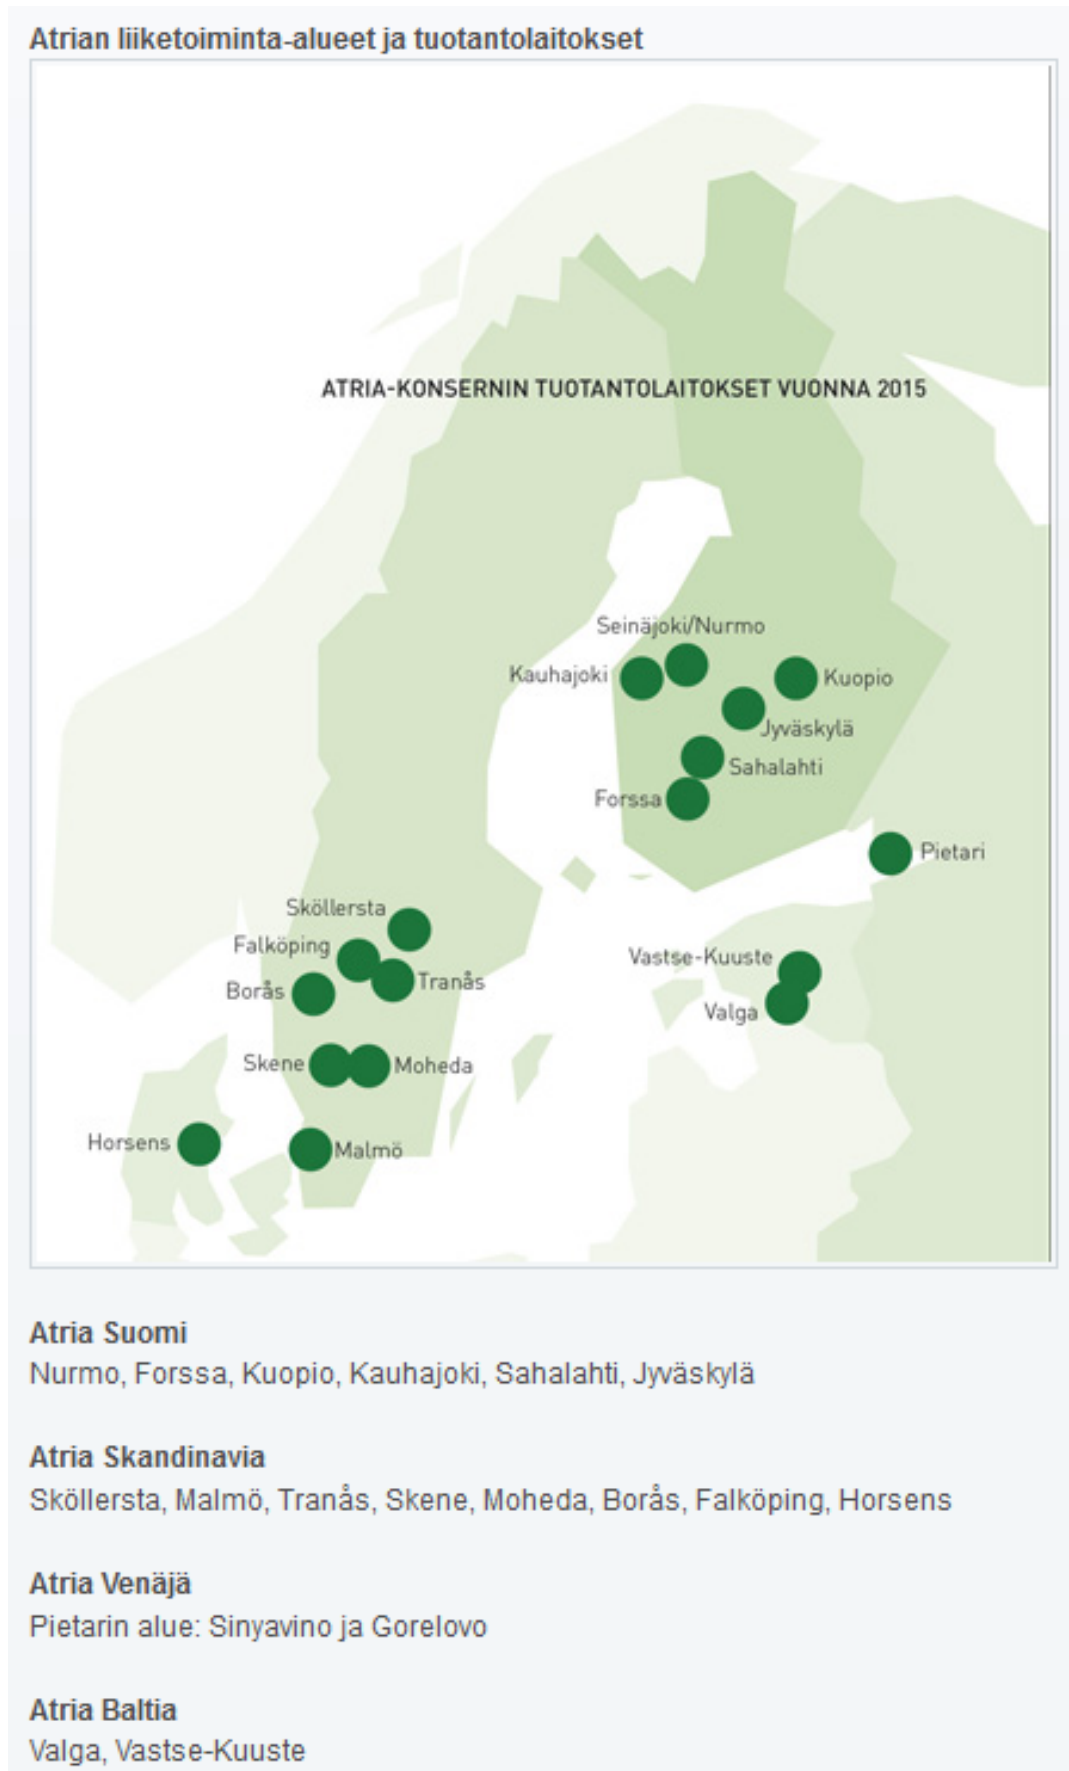 Atrian liiketoiminta-alueet ja tuotantolaitokset
ATRIA-KONSERNIN TUOTANTOLAITOKSET VUONNA 2015
Seinäjoki/Nurmo
Kauhajoki
Kuopio
Jyväskylä
Sahalahti
Forssa
Pietari
Sköllersta
Falköping
Vastse-Kuuste
Tranås
Borås
Valga
Skene
Moheda
Horsens
Malmö
Atria Suomi
Nurmo, Forssa, Kuopio, Kauhajoki, Sahalahti, Jyväskylä
Atria Skandinavia
Sköllersta, Malmö, Tranås, Skene, Moheda, Borås, Falköping, Horsens
Atria Venäjä
Pietarin alue: Sinyavino ja Gorelovo
Atria Baltia
Valga, Vastse-Kuuste